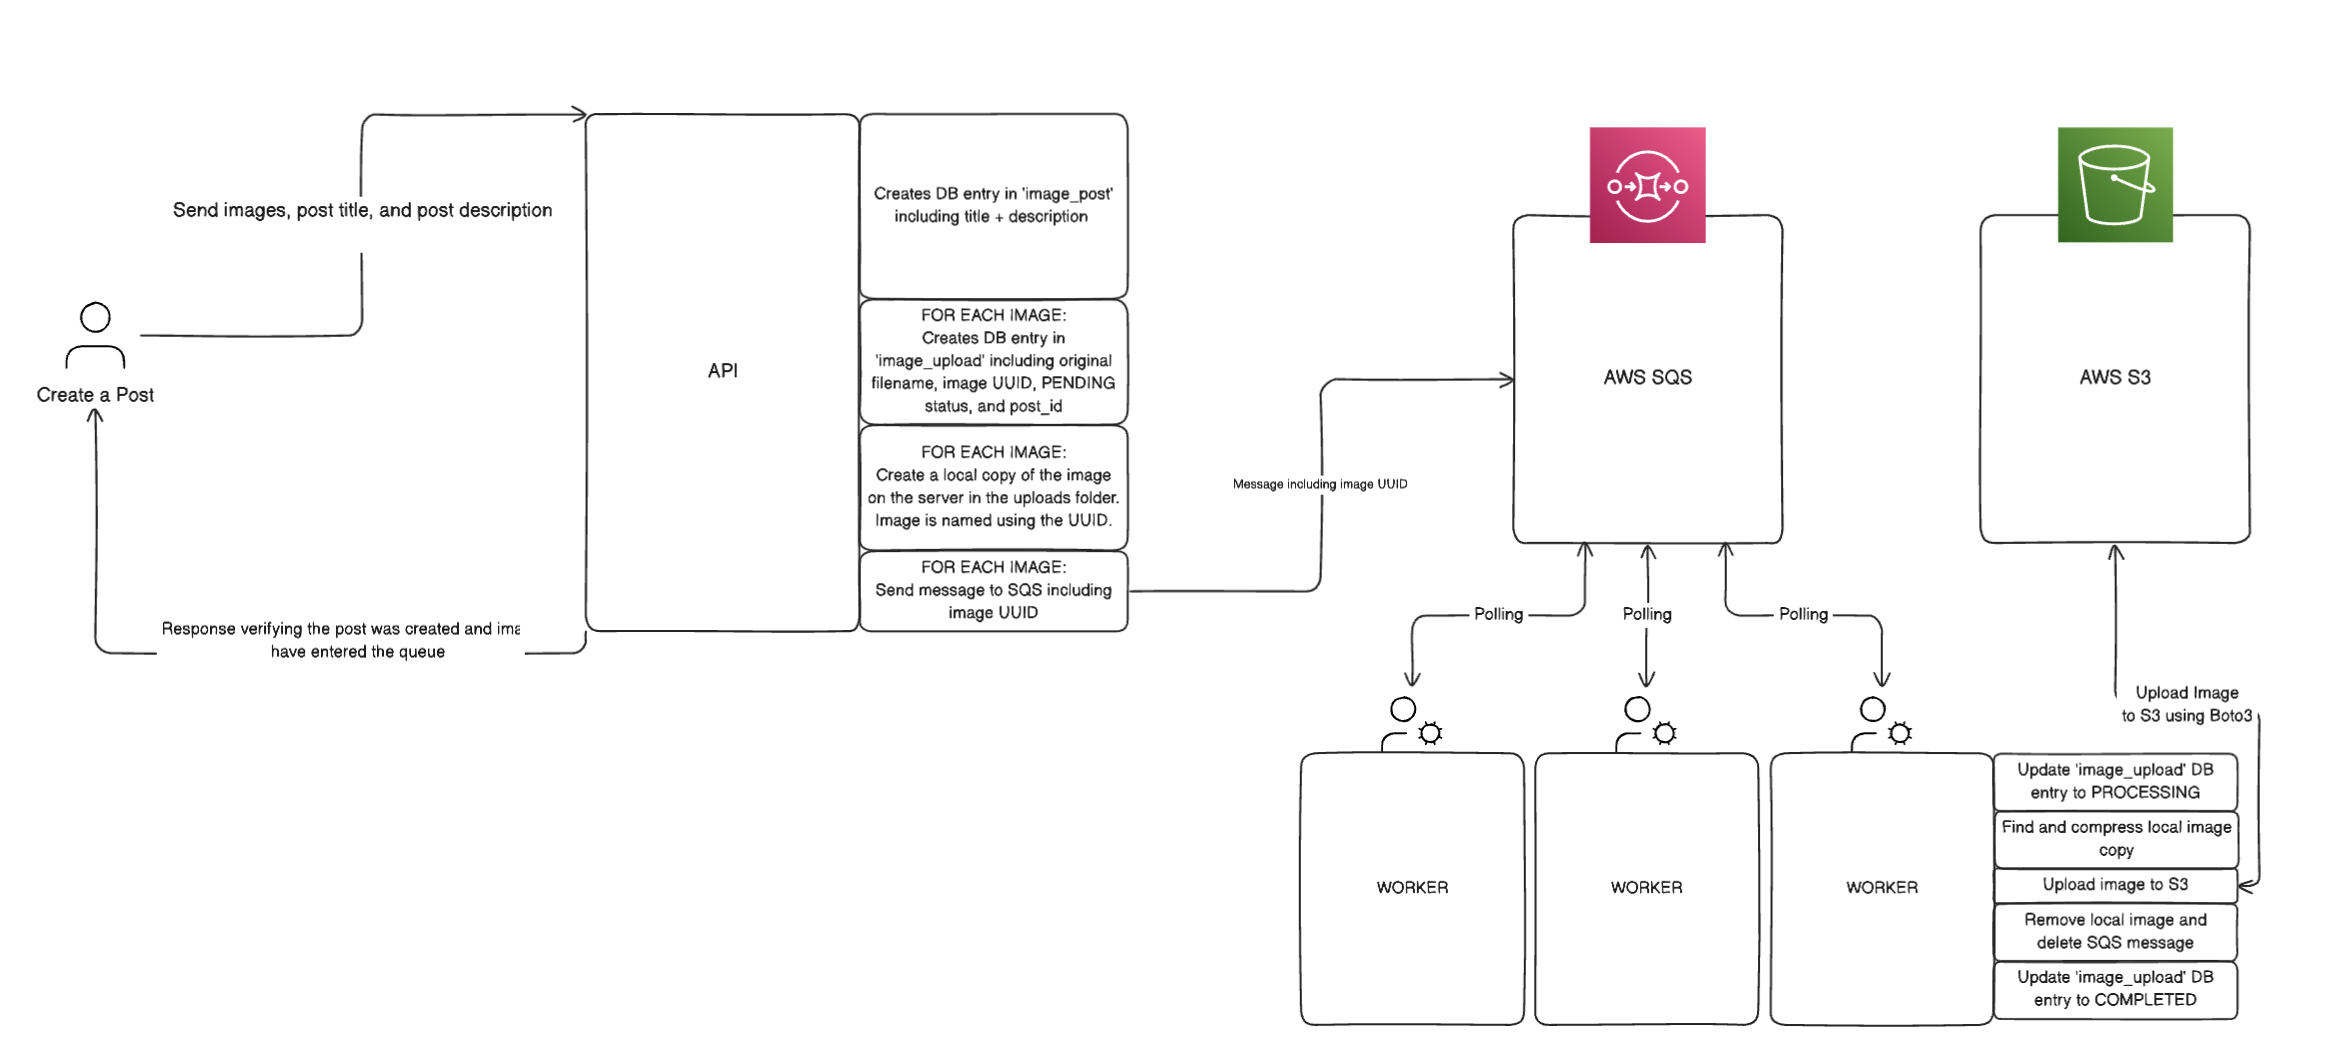 Send images, post title, and post description
Create a Post
Response verifying the post was created and
have entered the queue
API
Creates DB entry in 'image_post'
including title + description
FOR EACH IMAGE:
Creates DB entry in
'image_upload' including original
filename, image UUID, PENDING
status, and post_id
FOR EACH IMAGE:
Create a local copy of the image
on the server in the uploads folder.
Image is named using the UUID.
FOR EACH IMAGE:
Send message to SQS including
image UUID
Message including image UUID
AWS SQS
AWS S3
Polling
Polling
Polling
Upload Image
to S3 using Boto3
WORKER
WORKER
WORKER
Update 'image_upload' DB
entry to PROCESSING
Find and compress local image
copy
Upload image to S3
Remove local image and
delete SQS message
Update 'image_upload' DB
entry to COMPLETED